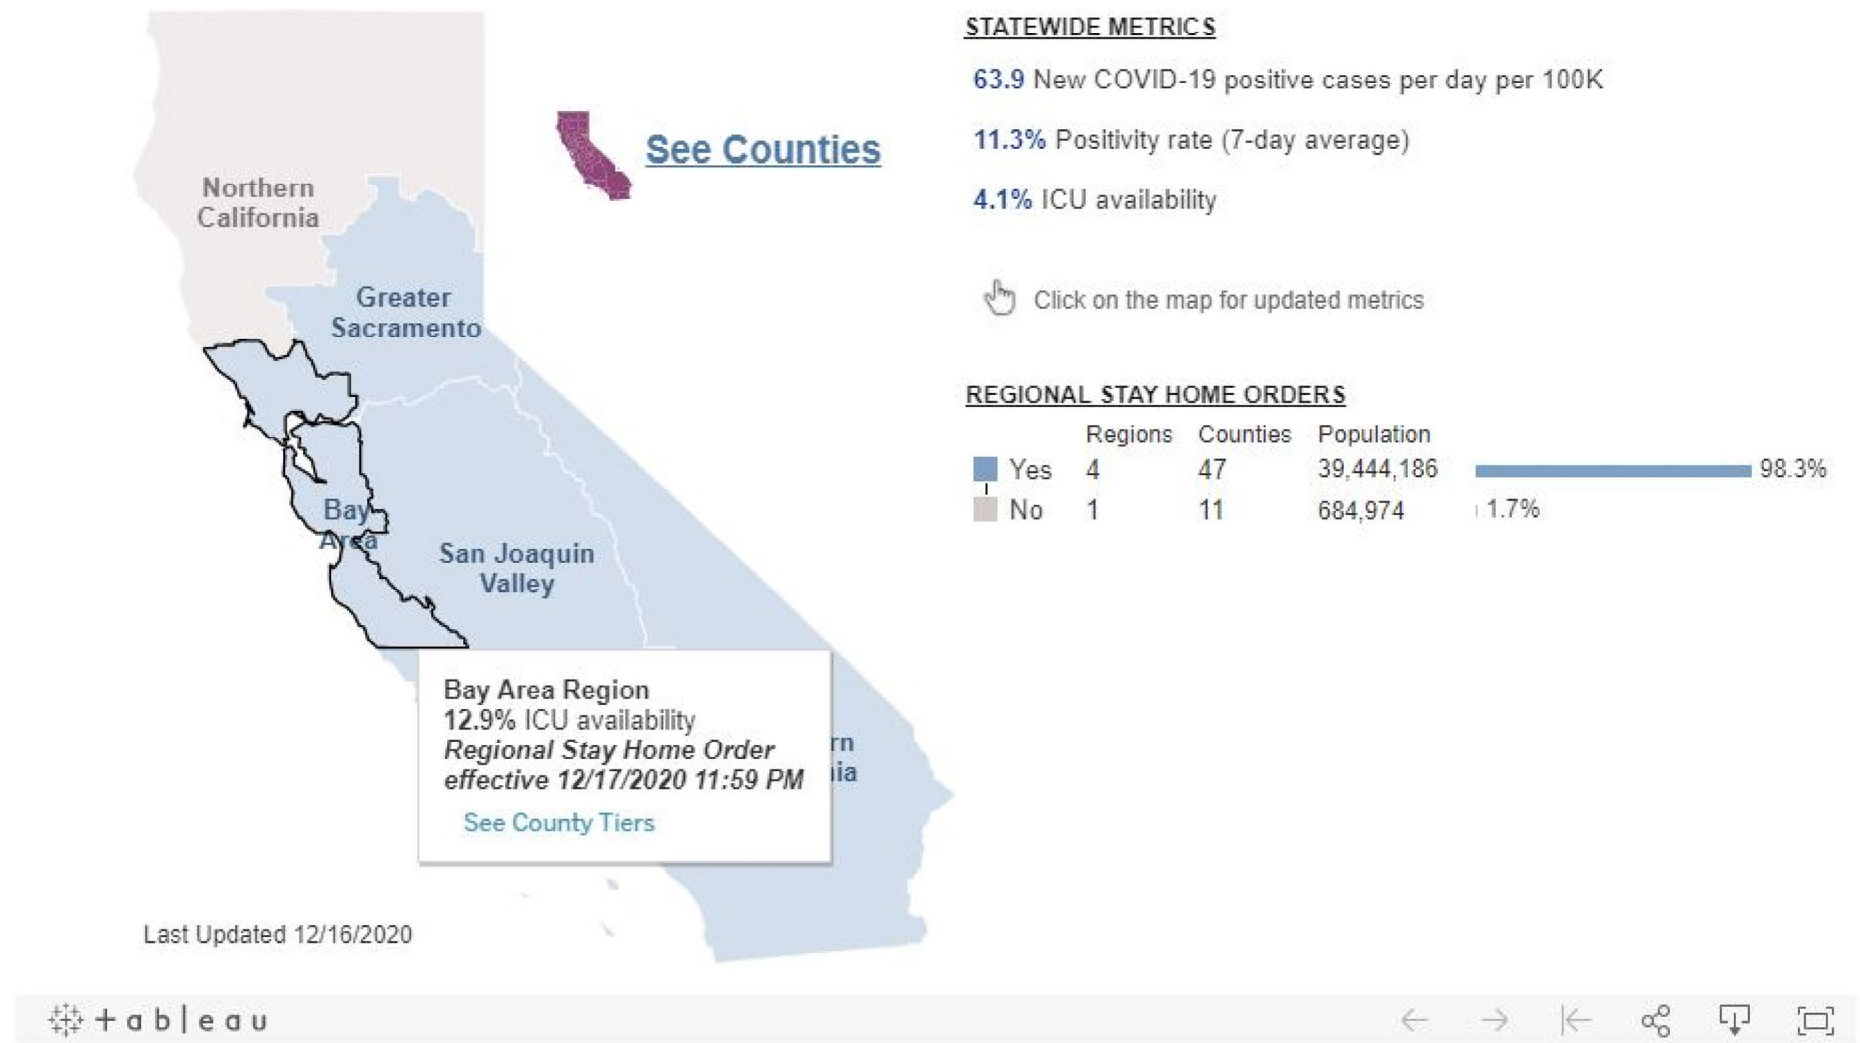 Northern
California
Greater
Sacramento
Bay
Area
San Joaquin
Valley
See Counties
Bay Area Region
12.9% ICU availability
Regional Stay Home Order
effective 12/17/2020 11:59 PM
See County Tiers
rn
ia
Last Updated 12/16/2020
STATEWIDE METRICS
63.9 New COVID-19 positive cases per day per 100K
11.3% Positivity rate (7-day average)
4.1% ICU availability
Click on the map for updated metrics
REGIONAL STAY HOME ORDERS
Regions Counties Population
Yes 4 47 39,444,186 98.3%
No 1 11 684,974 1.7%
+ableau